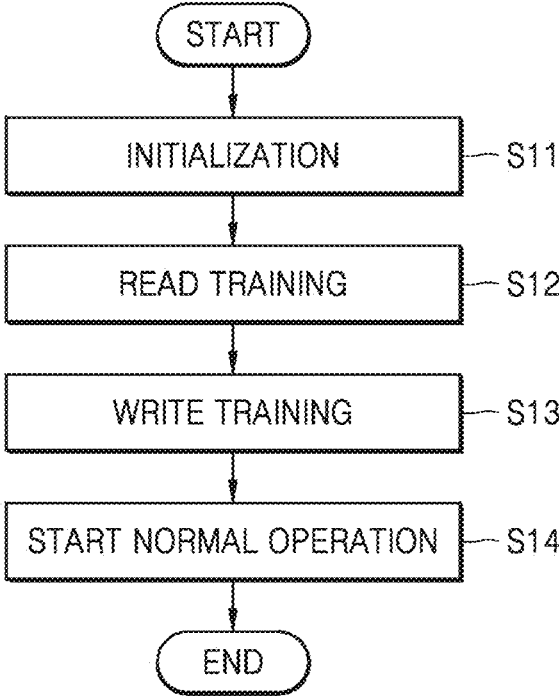 START
INITIALIZATION S11
READ TRAINING S12
WRITE TRAINING S13
START NORMAL OPERATION S14
END